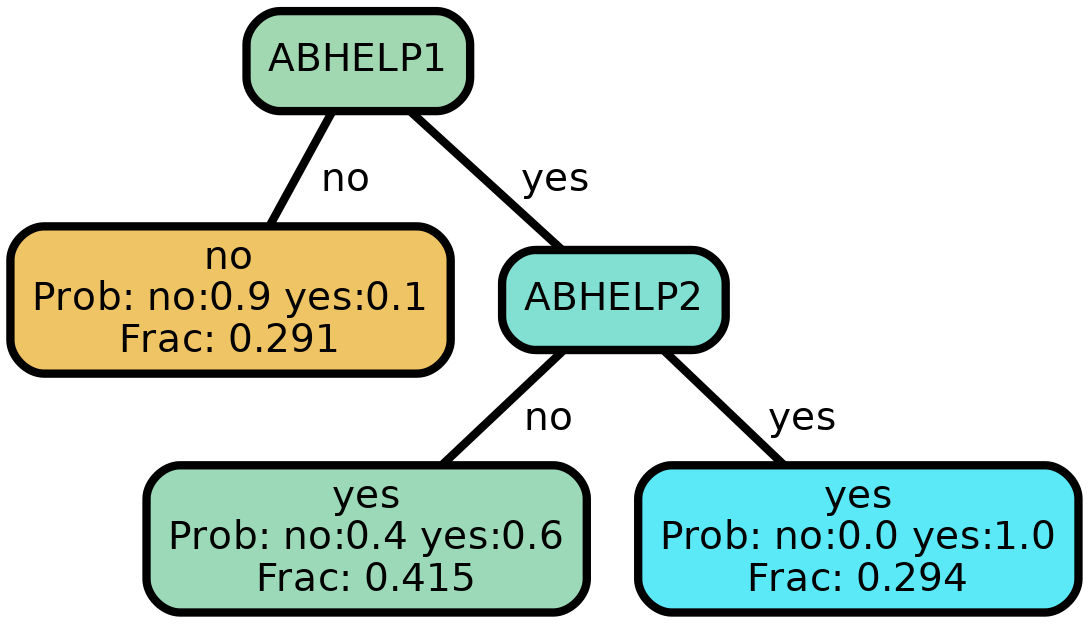 ABHELP1
no
yes
no
Prob: no:0.9 yes:0.1
Frac: 0.291
ABHELP2
no
yes
yes
Prob: no:0.4 yes:0.6
Frac: 0.415
yes
Prob: no:0.0 yes:1.0
Frac: 0.294